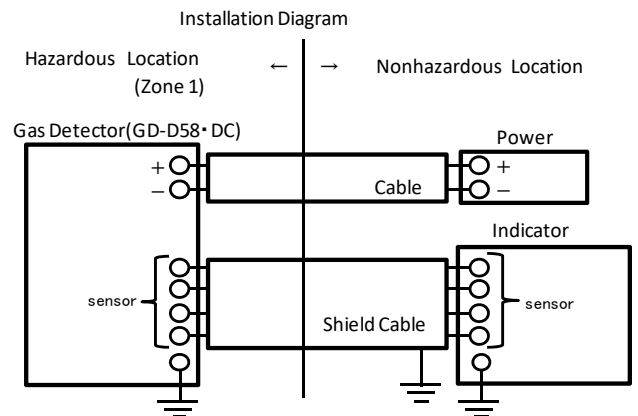 Installation Diagram
Hazardous Location
(Zone 1)
← →
Nonhazardous Location
Gas Detector(GD-D58・DC)
Power
+
−
Cable
+
−
Indicator
sensor
Shield Cable
sensor